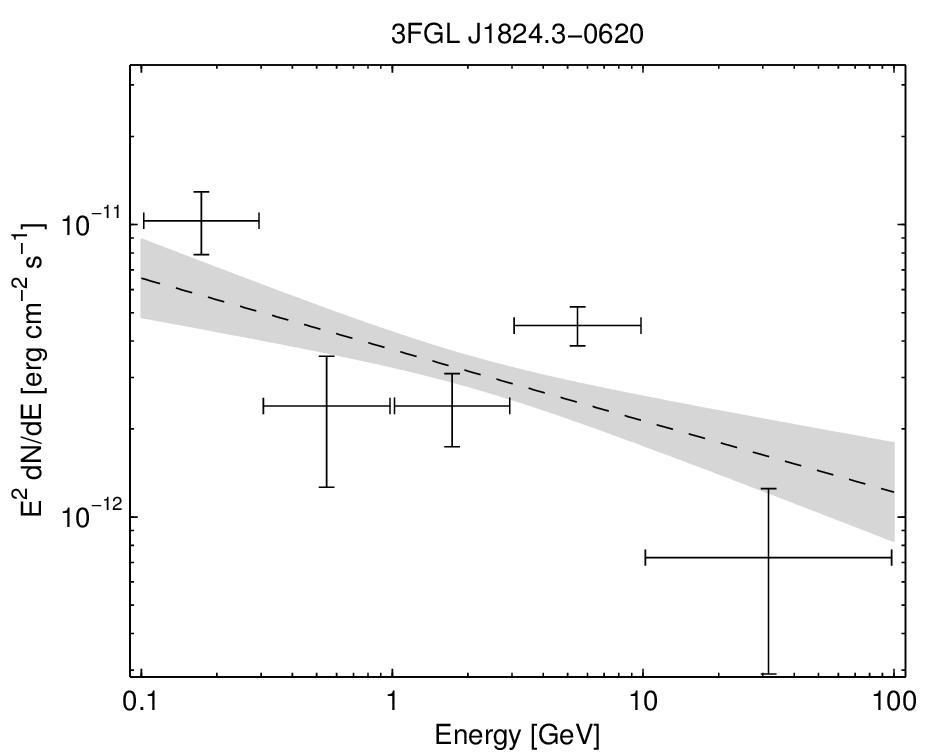 3FGL J1824.3−0620
E² dN/dE [erg cm⁻² s⁻¹]
10⁻¹¹
10⁻¹²
0.1 1 10 100
Energy [GeV]